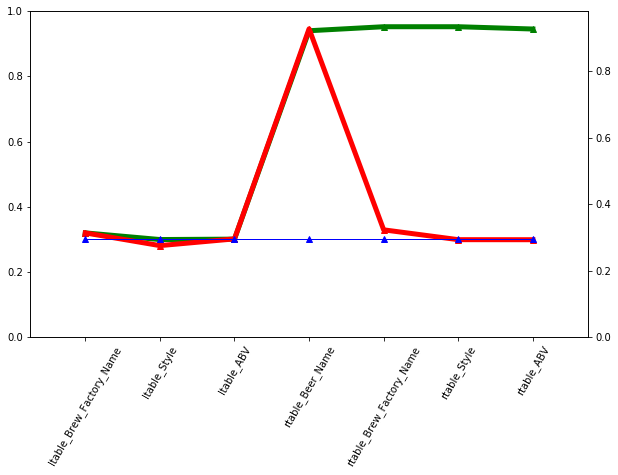 1.0
0.8
0.6
0.4
0.2
0.0
0.8
0.6
0.4
0.2
0.0
ltable_Brew_Factory_Name
ltable_Style
ltable_ABV
rtable_Beer_Name
rtable_Brew_Factory_Name
rtable_Style
rtable_ABV